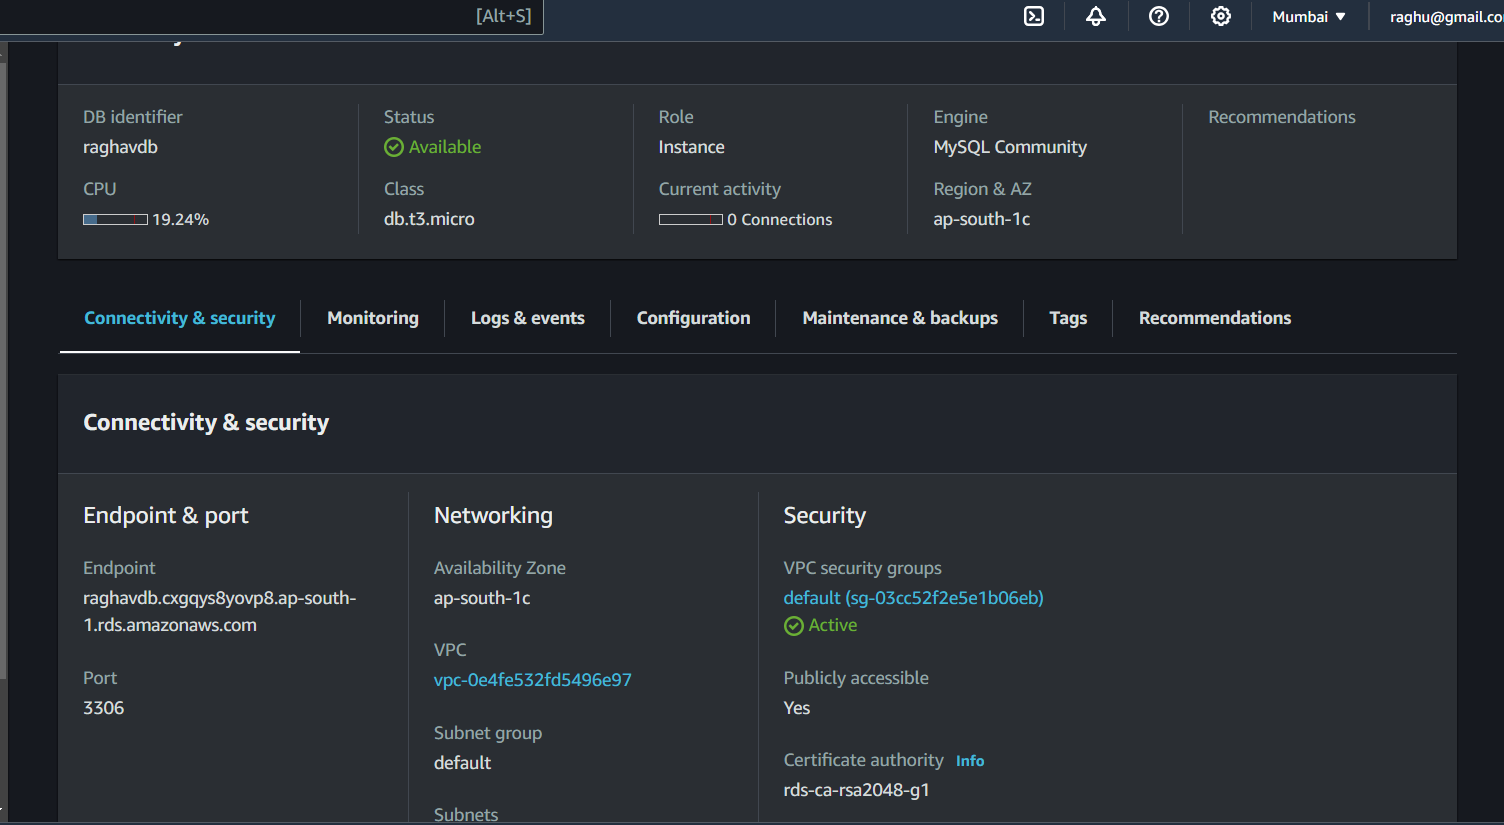 [Alt+S]
Mumbai ▼
raghu@gmail.co
DB identifier
raghavdb
Status
Available
Role
Instance
Engine
MySQL Community
Recommendations
CPU
19.24%
Class
db.t3.micro
Current activity
0 Connections
Region & AZ
ap-south-1c
Connectivity & security
Monitoring
Logs & events
Configuration
Maintenance & backups
Tags
Recommendations
Connectivity & security
Endpoint & port
Endpoint
raghavdb.cxgqys8yovp8.ap-south-
1.rds.amazonaws.com
Port
3306
Networking
Availability Zone
ap-south-1c
VPC
vpc-0e4fe532fd5496e97
Subnet group
default
Subnets
Security
VPC security groups
default (sg-03cc52f2e5e1b06eb)
Active
Publicly accessible
Yes
Certificate authority Info
rds-ca-rsa2048-g1